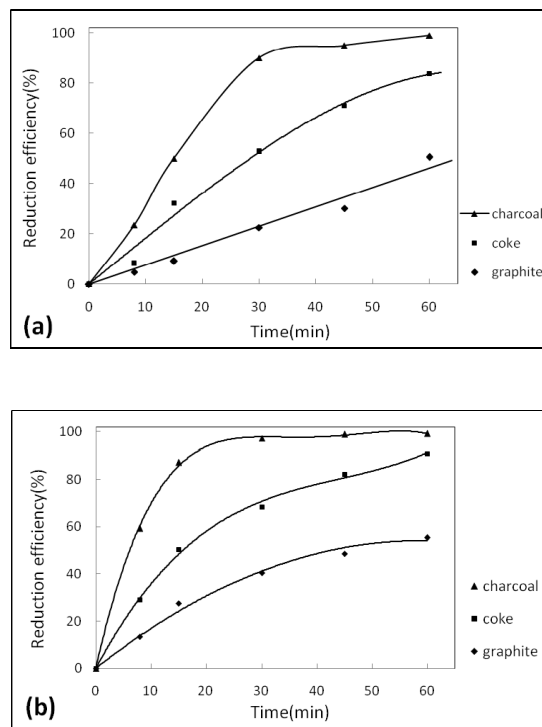 100
80
60
40
20
0
Reduction efficiency(%)
0 10 20 30 40 50 60
Time(min)
charcoal
coke
graphite
(a)
100
80
60
40
20
0
Reduction efficiency(%)
0 10 20 30 40 50 60
Time(min)
charcoal
coke
graphite
(b)